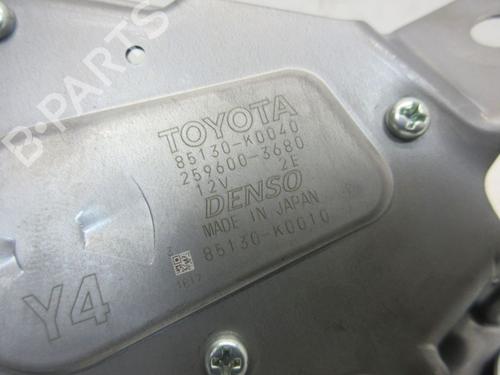 B-PARTS
TOYOTA
85130-K0040
259600-3680
12V 2E
DENSO
MADE IN JAPAN
85130-K0010
Y4